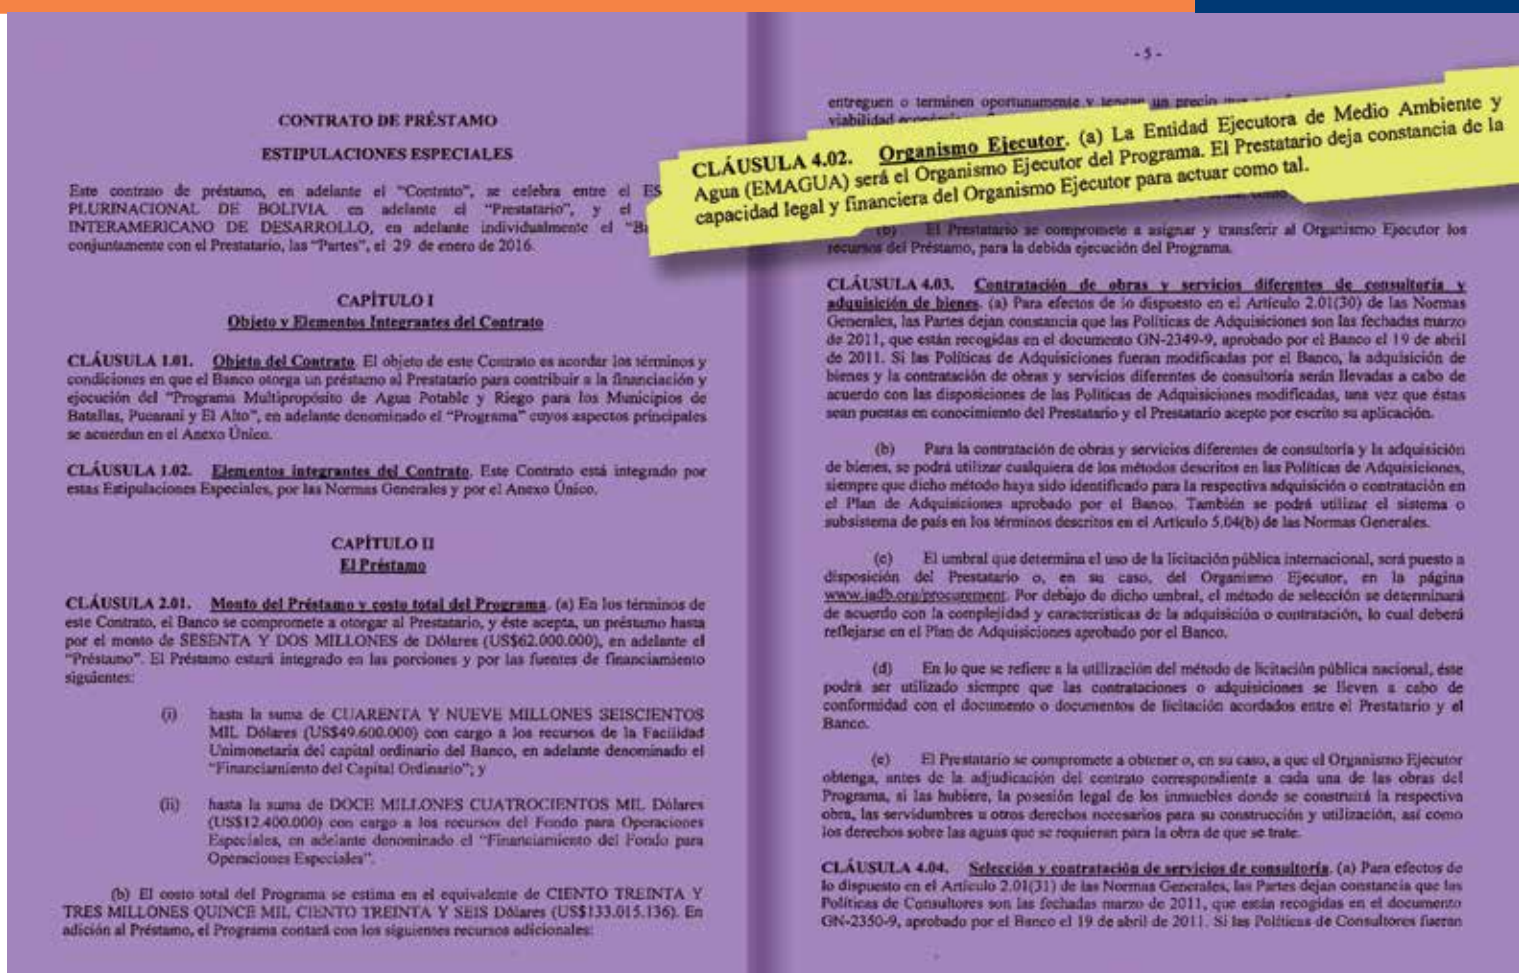 CONTRATO DE PRÉSTAMO
ESTIPULACIONES ESPECIALES
Este contrato de préstamo, en adelante el "Contrato", se celebra entre el
PLURINACIONAL DE BOLIVIA, en adelante el "Prestatario", y el
INTERAMERICANO DE DESARROLLO, en adelante individualmente el
conjuntamente con el Prestatario, las "Partes", el 29 de enero de 2016.
CAPÍTULO I
Objeto y Elementos Integrantes del Contrato
CLÁUSULA 1.01. Objeto del Contrato. El objeto de este Contrato es acordar los términos y
condiciones en que el Banco otorga un préstamo al Prestatario para contribuir a la financiación y
ejecución del "Programa Multipropósito de Agua Potable y Riego para los Municipios de
Batallas, Pucarani y El Alto", en adelante denominado el "Programa" cuyos aspectos principales
se acuerdan en el Anexo Único.
CLÁUSULA 1.02. Elementos integrantes del Contrato. Este Contrato está integrado por
estas Estipulaciones Especiales, por las Normas Generales y por el Anexo Único.
CAPÍTULO II
El Préstamo
CLÁUSULA 2.01. Monto del Préstamo y costo total del Programa. (a) En los términos de
este Contrato, el Banco se compromete a otorgar al Prestatario, y éste acepta, un préstamo hasta
por el monto de SESENTA Y DOS MILLONES de Dólares (US$62.000.000), en adelante el
"Préstamo". El Préstamo estará integrado en las porciones y por las fuentes de financiamiento
siguientes:
(i) hasta la suma de CUARENTA Y NUEVE MILLONES SEISCIENTOS
MIL Dólares (US$49.600.000) con cargo a los recursos de la Facilidad
Unimonetaria del capital ordinario del Banco, en adelante denominado el
"Financiamiento del Capital Ordinario"; y
(ii) hasta la suma de DOCE MILLONES CUATROCIENTOS MIL Dólares
(US$12.400.000) con cargo a los recursos del Fondo para Operaciones
Especiales, en adelante denominado el "Financiamiento del Fondo para
Operaciones Especiales".
(b) El costo total del Programa se estima en el equivalente de CIENTO TREINTA Y
TRES MILLONES QUINCE MIL CIENTO TREINTA Y SEIS Dólares (US$133.015.136). En
adición al Préstamo, el Programa contará con los siguientes recursos adicionales:
- 5 -
entreguen o terminen oportunamente y tengan un precio
viabilidad
CLÁUSULA 4.02. Organismo Ejecutor. (a) La Entidad Ejecutora de Medio Ambiente y
Agua (EMAGUA) será el Organismo Ejecutor del Programa. El Prestatario deja constancia de la
capacidad legal y financiera del Organismo Ejecutor para actuar como tal.
(b) El Prestatario se compromete a asignar y transferir al Organismo Ejecutor los
recursos del Préstamo, para la debida ejecución del Programa.
CLÁUSULA 4.03. Contratación de obras y servicios diferentes de consultoría y
adquisición de bienes. (a) Para efectos de lo dispuesto en el Artículo 2.01(30) de las Normas
Generales, las Partes dejan constancia que las Políticas de Adquisiciones son las fechadas marzo
de 2011, que están recogidas en el documento GN-2349-9, aprobado por el Banco el 19 de abril
de 2011. Si las Políticas de Adquisiciones fueran modificadas por el Banco, la adquisición de
bienes y la contratación de obras y servicios diferentes de consultoría serán llevadas a cabo de
acuerdo con las disposiciones de las Políticas de Adquisiciones modificadas, una vez que éstas
sean puestas en conocimiento del Prestatario y el Prestatario acepte por escrito su aplicación.
(b) Para la contratación de obras y servicios diferentes de consultoría y la adquisición
de bienes, se podrá utilizar cualquiera de los métodos descritos en las Políticas de Adquisiciones,
siempre que dicho método haya sido identificado para la respectiva adquisición o contratación en
el Plan de Adquisiciones aprobado por el Banco. También se podrá utilizar el sistema o
subsistema de país en los términos descritos en el Artículo 5.04(b) de las Normas Generales.
(c) El umbral que determina el uso de la licitación pública internacional, será puesto a
disposición del Prestatario o, en su caso, del Organismo Ejecutor, en la página
www.iadb.org/procurement. Por debajo de dicho umbral, el método de selección se determinará
de acuerdo con la complejidad y características de la adquisición o contratación, lo cual deberá
reflejarse en el Plan de Adquisiciones aprobado por el Banco.
(d) En lo que se refiere a la utilización del método de licitación pública nacional, éste
podrá ser utilizado siempre que las contrataciones o adquisiciones se lleven a cabo de
conformidad con el documento o documentos de licitación acordados entre el Prestatario y el
Banco.
(e) El Prestatario se compromete a obtener o, en su caso, a que el Organismo Ejecutor
obtenga, antes de la adjudicación del contrato correspondiente a cada una de las obras del
Programa, si las hubiere, la posesión legal de los inmuebles donde se construirá la respectiva
obra, las servidumbres u otros derechos necesarios para su construcción y utilización, así como
los derechos sobre las aguas que se requieran para la obra de que se trate.
CLÁUSULA 4.04. Selección y contratación de servicios de consultoría. (a) Para efectos de
lo dispuesto en el Artículo 2.01(31) de las Normas Generales, las Partes dejan constancia que las
Políticas de Consultores son las fechadas marzo de 2011, que están recogidas en el documento
GN-2350-9, aprobado por el Banco el 19 de abril de 2011. Si las Políticas de Consultores fueran